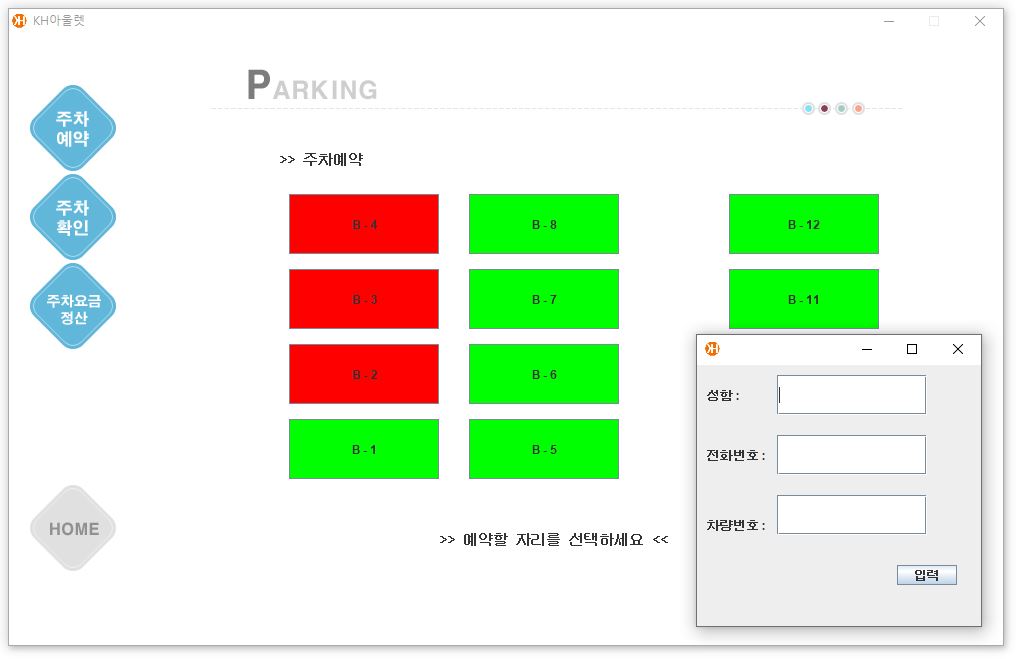 KH아울렛
PARKING
주차
예약
주차
확인
주차요금
정산
HOME
>> 주차예약
B - 4
B - 8
B - 12
B - 3
B - 7
B - 11
B - 2
B - 6
B - 1
B - 5
>> 예약할 자리를 선택하세요 <<
KH
성함 :
전화번호 :
차량번호 :
입력